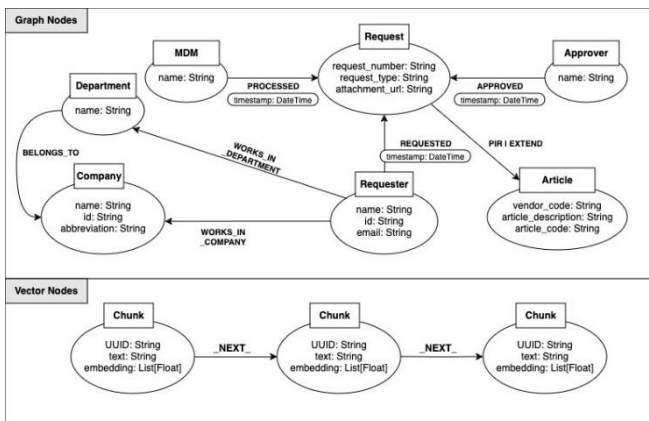 Graph Nodes
MDM
name: String
Request
request_number: String
request_type: String
attachment_url: String
Approver
name: String
Department
name: String
PROCESSED
timestamp: DateTime
APPROVED
timestamp: DateTime
BELONGS_TO
WORKS_IN
_DEPARTMENT
REQUESTED
timestamp: DateTime
PIR | EXTEND
Company
name: String
id: String
abbreviation: String
WORKS_IN
_COMPANY
Requester
name: String
id: String
email: String
Article
vendor_code: String
article_description: String
article_code: String
Vector Nodes
Chunk
UUID: String
text: String
embedding: List[Float]
_NEXT_
Chunk
UUID: String
text: String
embedding: List[Float]
_NEXT_
Chunk
UUID: String
text: String
embedding: List[Float]